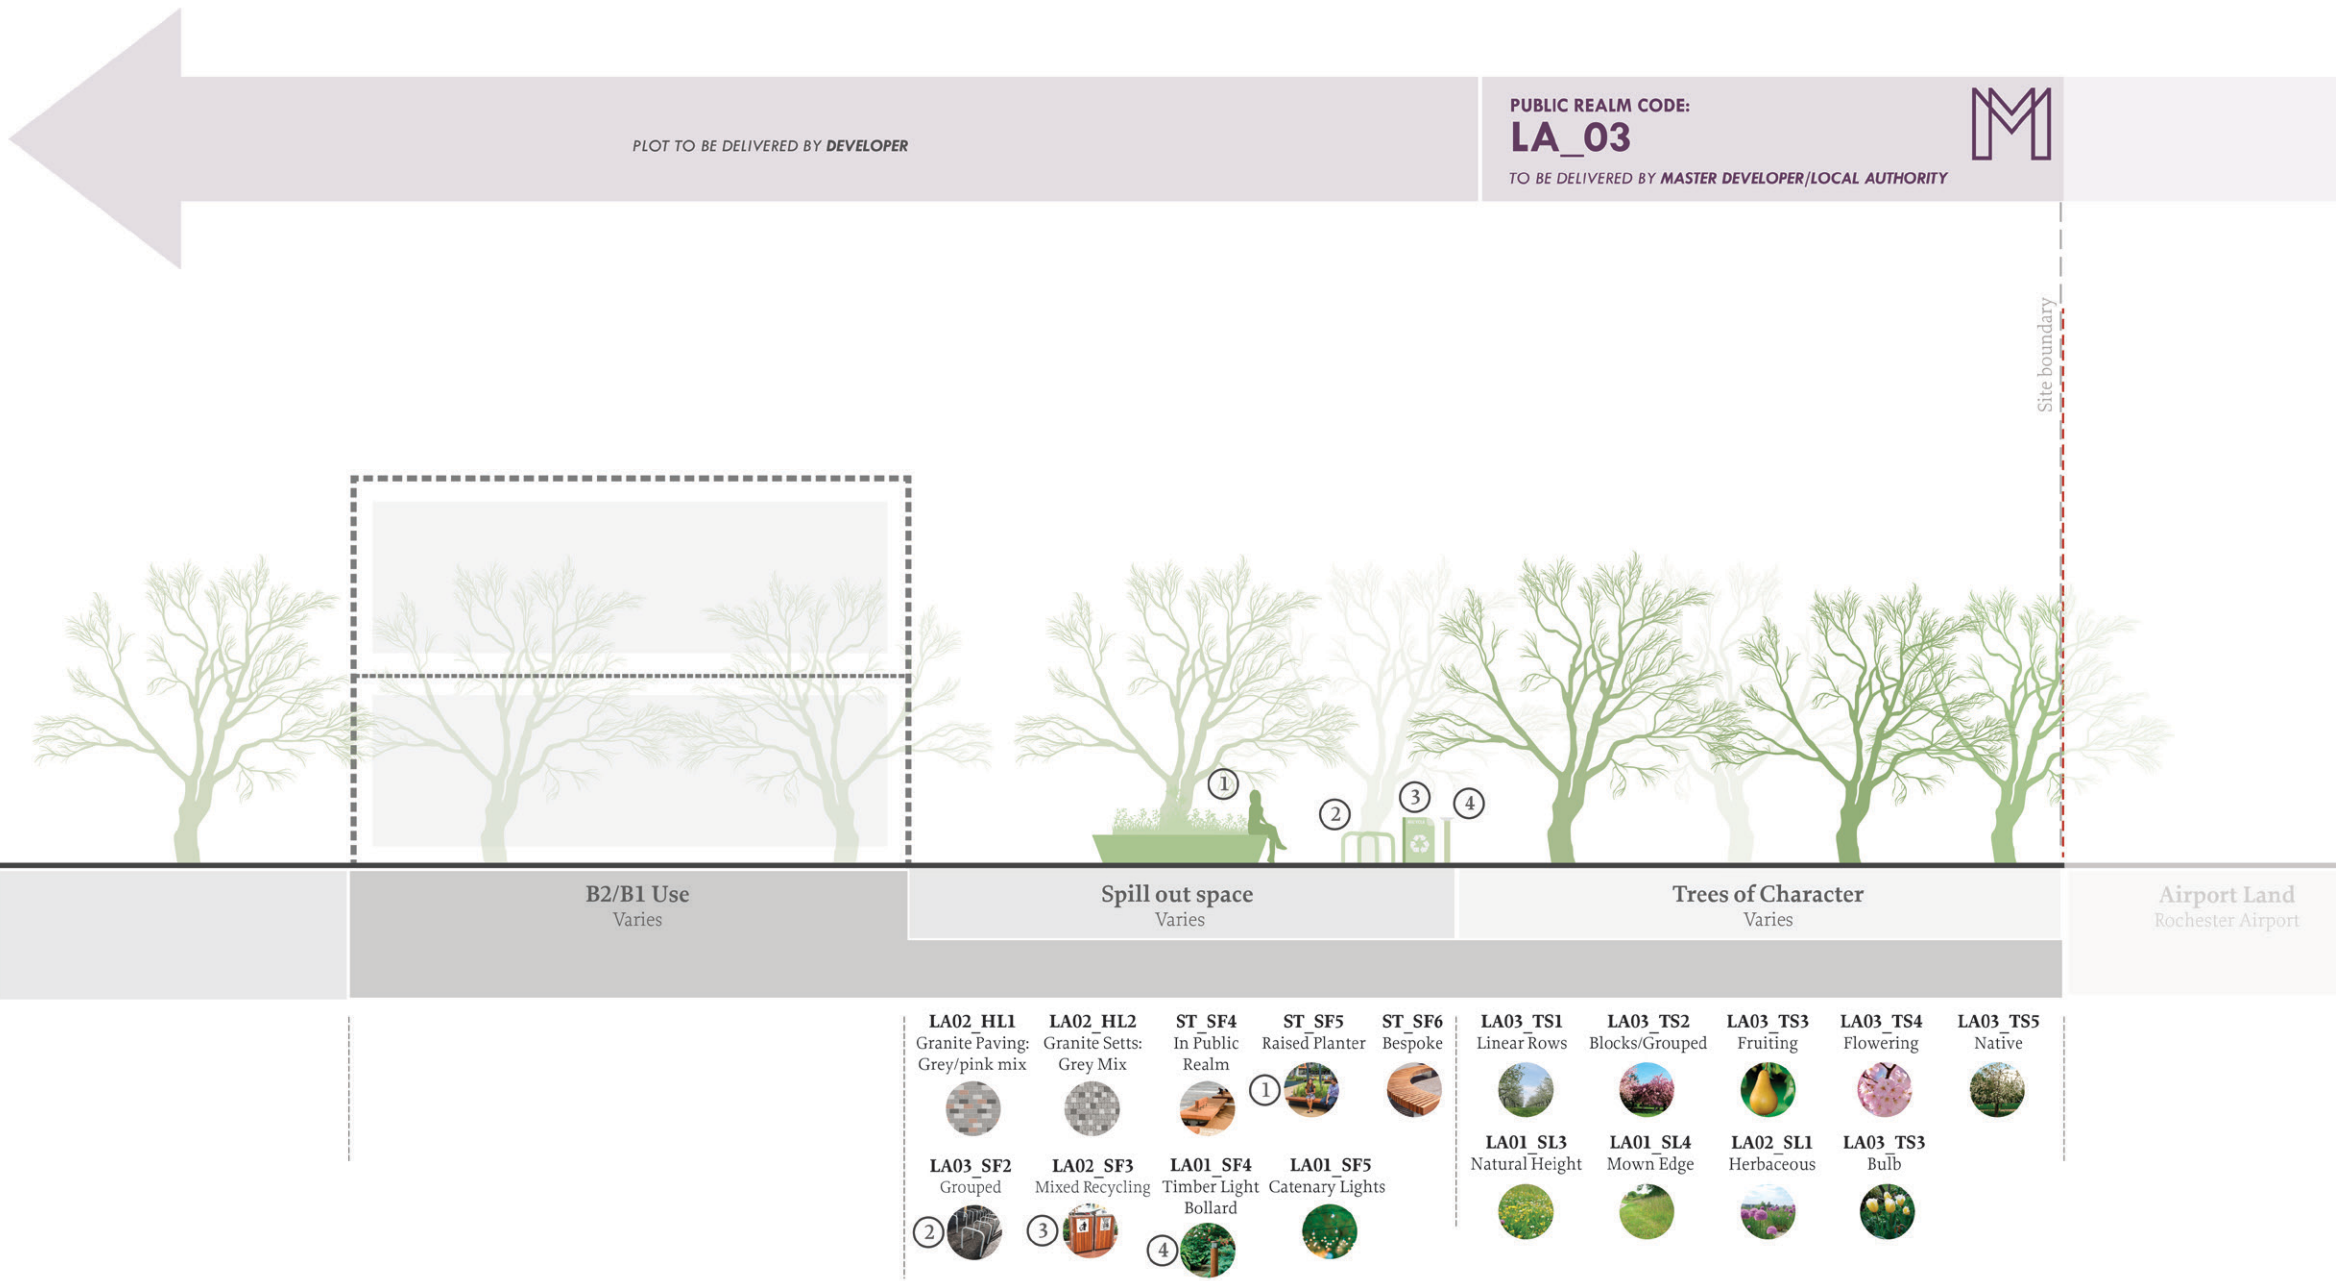 PLOT TO BE DELIVERED BY DEVELOPER
PUBLIC REALM CODE:
LA_03
TO BE DELIVERED BY MASTER DEVELOPER/LOCAL AUTHORITY
Site boundary
1
2
3
4
B2/B1 Use
Varies
Spill out space
Varies
Trees of Character
Varies
Airport Land
Rochester Airport
LA02_HL1
Granite Paving:
Grey/pink mix
LA02_HL2
Granite Setts:
Grey Mix
ST_SF4
In Public
Realm
ST_SF5
Raised Planter
1
ST_SF6
Bespoke
LA03_SF2
Grouped
2
LA02_SF3
Mixed Recycling
3
LA01_SF4
Timber Light
Bollard
4
LA01_SF5
Catenary Lights
LA03_TS1
Linear Rows
LA03_TS2
Blocks/Grouped
LA03_TS3
Fruiting
LA03_TS4
Flowering
LA03_TS5
Native
LA01_SL3
Natural Height
LA01_SL4
Mown Edge
LA02_SL1
Herbaceous
LA03_TS3
Bulb